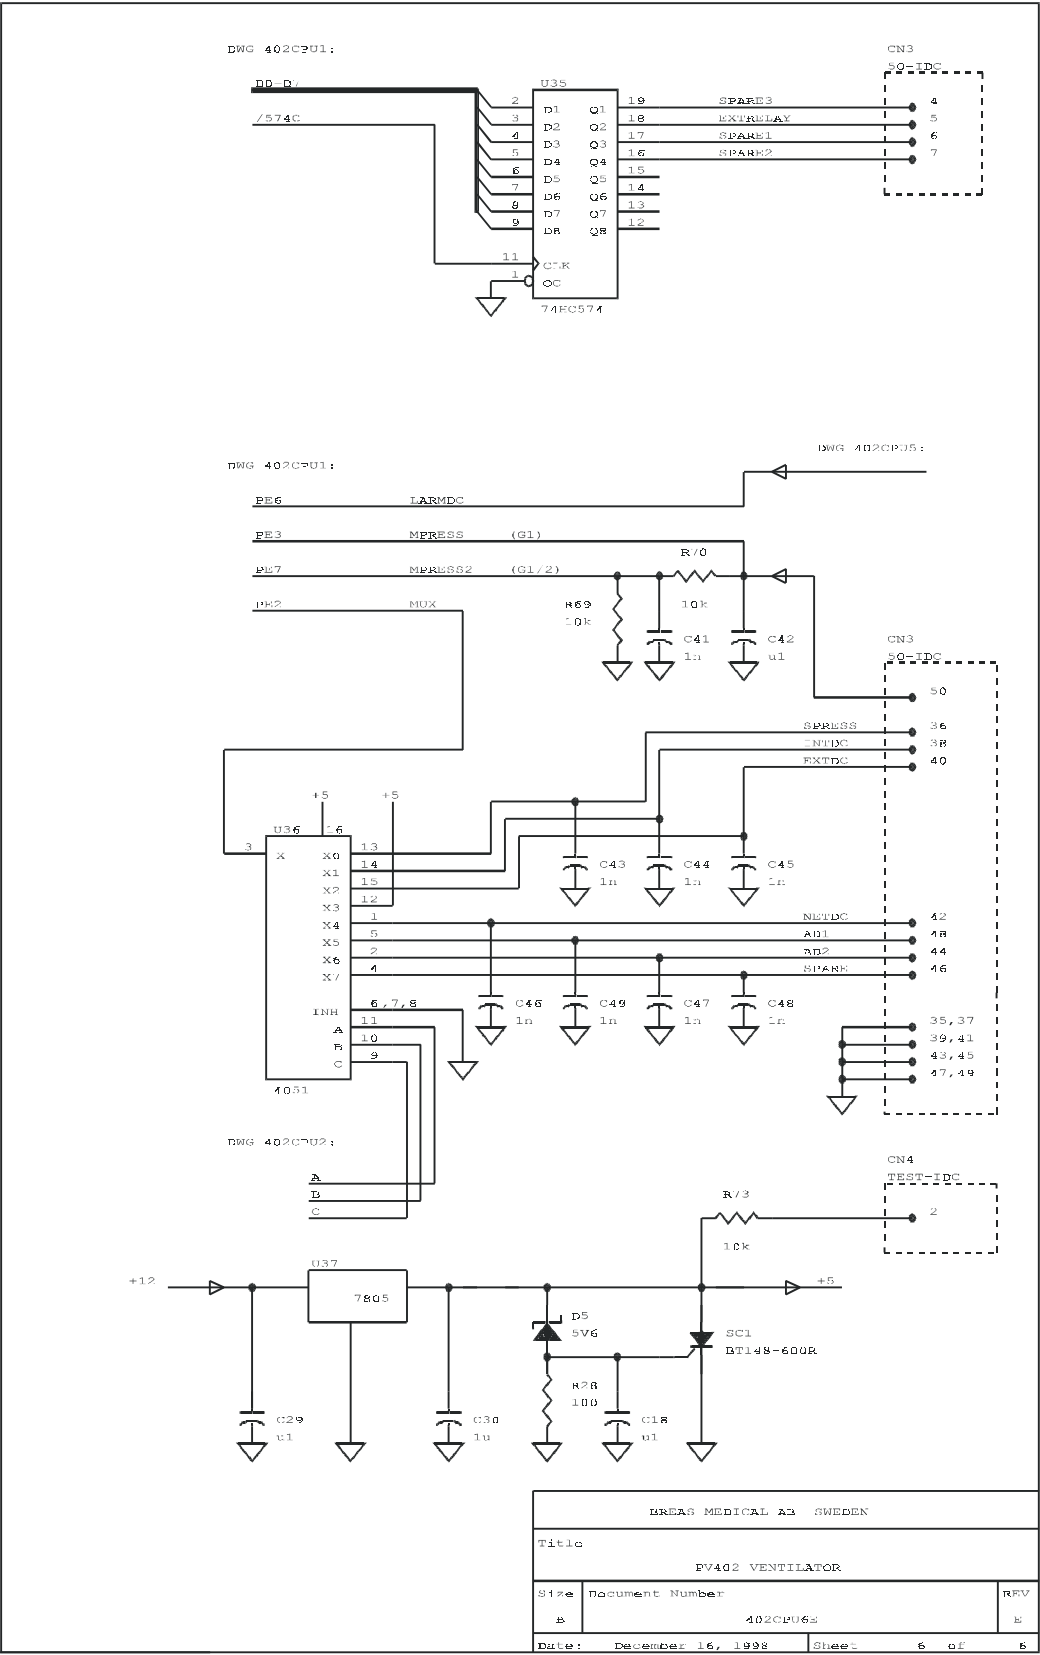 DWG 402CPU1:
D0-D7
/574C
U35
2 D1 Q1 19 SPARE3
3 D2 Q2 18 EXTRELAY
4 D3 Q3 17 SPARE1
5 D4 Q4 16 SPARE2
6 D5 Q5 15
7 D6 Q6 14
8 D7 Q7 13
9 D8 Q8 12
11 CLK
1 OC
74HC574
CN3
50-IDC
4
5
6
7
DWG 402CPU5:
DWG 402CPU1:
PE6 LARMDC
PE3 MPRESS (G1)
PE7 MPRESS2 (G1/2)
PE2 MUX
R70
10k
R69
10k
C41
1n
C42
u1
CN3
50-IDC
50
SPRESS 36
INTDC 38
EXTDC 40
+5
+5
U36 16
3 X X0 13
X1 14
X2 15
X3 12
X4 1
X5 5
X6 2
X7 4
INH 6,7,8
A 11
B 10
C 9
4051
C43
1n
C44
1n
C45
1n
NETDC 42
AD1 48
AD2 44
SPARE 46
C46
1n
C49
1n
C47
1n
C48
1n
35,37
39,41
43,45
47,49
DWG 402CPU2:
A
B
C
CN4
TEST-IDC
2
R73
10k
+12
U37
7805
+5
D5
5V6
SC1
BT148-600R
R28
100
C29
u1
C30
1u
C18
u1
BREAS MEDICAL AB SWEDEN
Title
PV402 VENTILATOR
Size Document Number REV
B 402CPU6E E
Date: December 16, 1998 Sheet 6 of 6